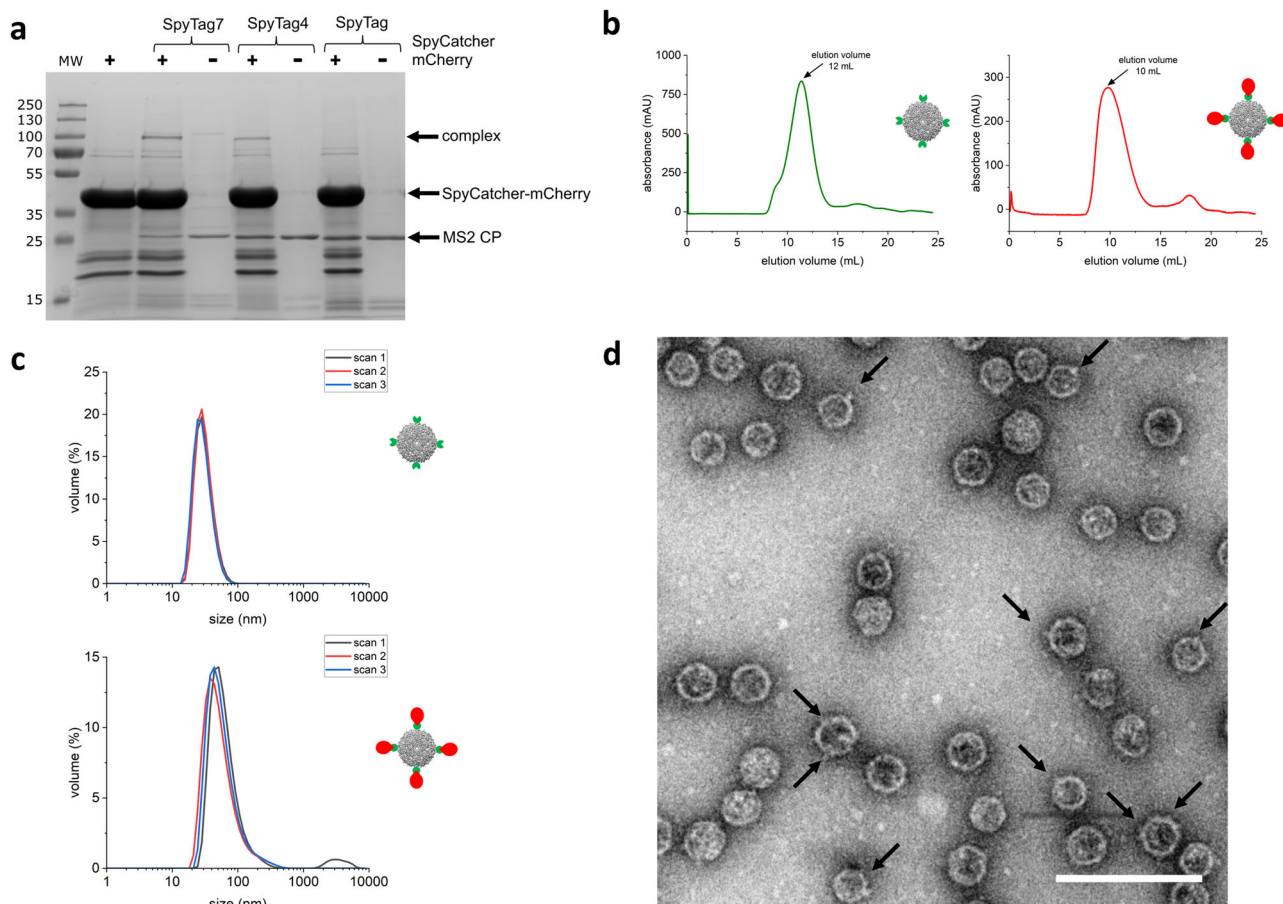 a
SpyTag7 SpyTag4 SpyTag
SpyCatcher
MW + + - + - + - mCherry
250
130
100
70
55
35
25
15
complex
SpyCatcher-mCherry
MS2 CP
b
1000
750
500
250
0
absorbance (mAU)
elution volume
12 mL
0 5 10 15 20 25
elution volume (mL)
300
200
100
0
absorbance (mAU)
elution volume
10 mL
0 5 10 15 20 25
elution volume (mL)
c
scan 1
scan 2
scan 3
25
20
15
10
5
0
volume (%)
1 10 100 1000 10000
size (nm)
scan 1
scan 2
scan 3
15
10
5
0
volume (%)
1 10 100 1000 10000
size (nm)
d